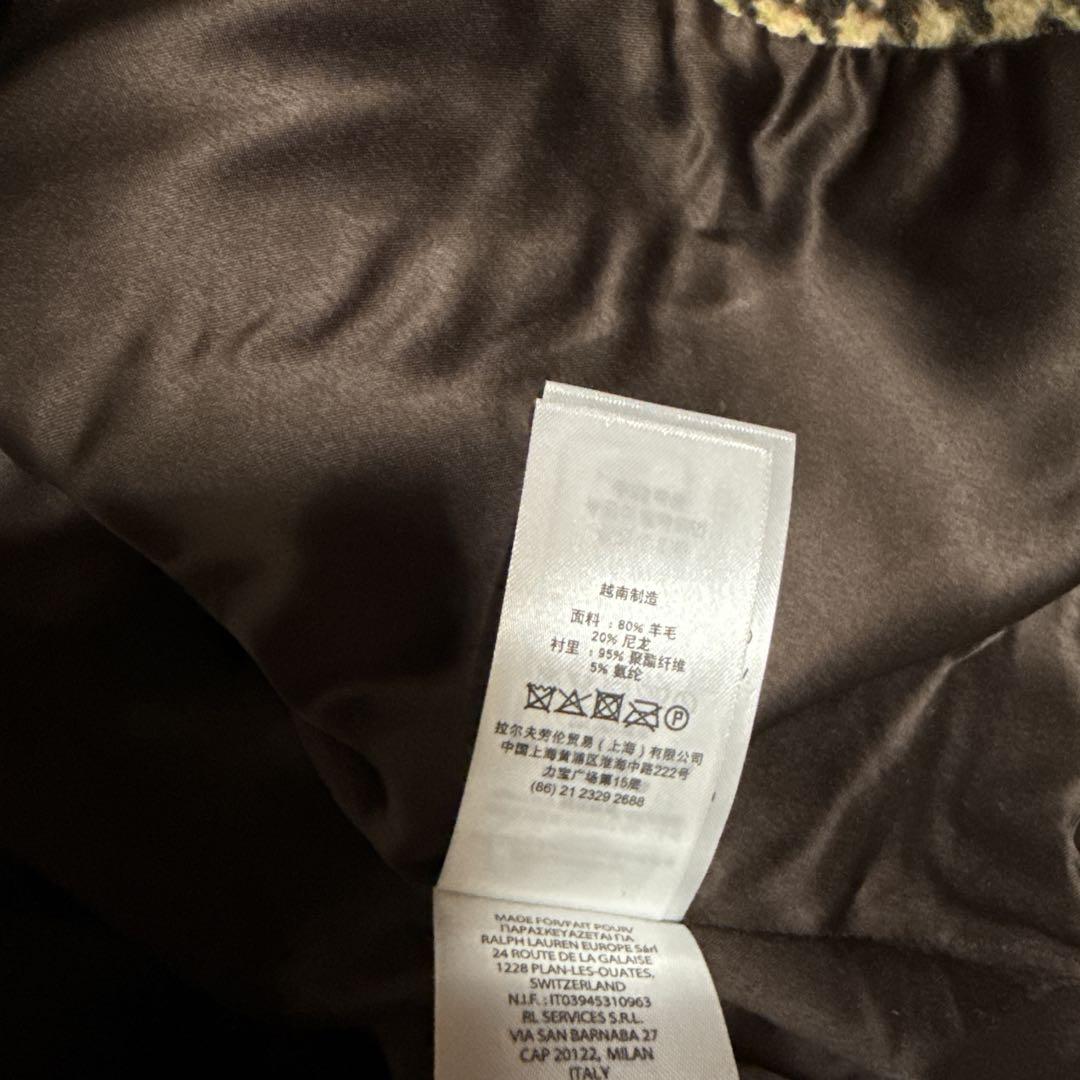 越南制造
面料 : 80% 羊毛
20% 尼龙
衬里 : 95% 聚酯纤维
5% 氨纶
P
拉尔夫劳伦贸易 ( 上海 ) 有限公司
中国上海黄浦区淮海中路222号
力宝广场第15层
(86) 21 2329 2688
MADE FOR/FAIT POUR/
ΠΑΡΑΣΚΕΥΑΖΕΤΑΙ ΓΙΑ
RALPH LAUREN EUROPE Sárl
24 ROUTE DE LA GALAISE
1228 PLAN-LES-OUATES,
SWITZERLAND
N.I.F. : IT03945310963
RL SERVICES S.R.L.
VIA SAN BARNABA 27
CAP 20122, MILAN
ITALY